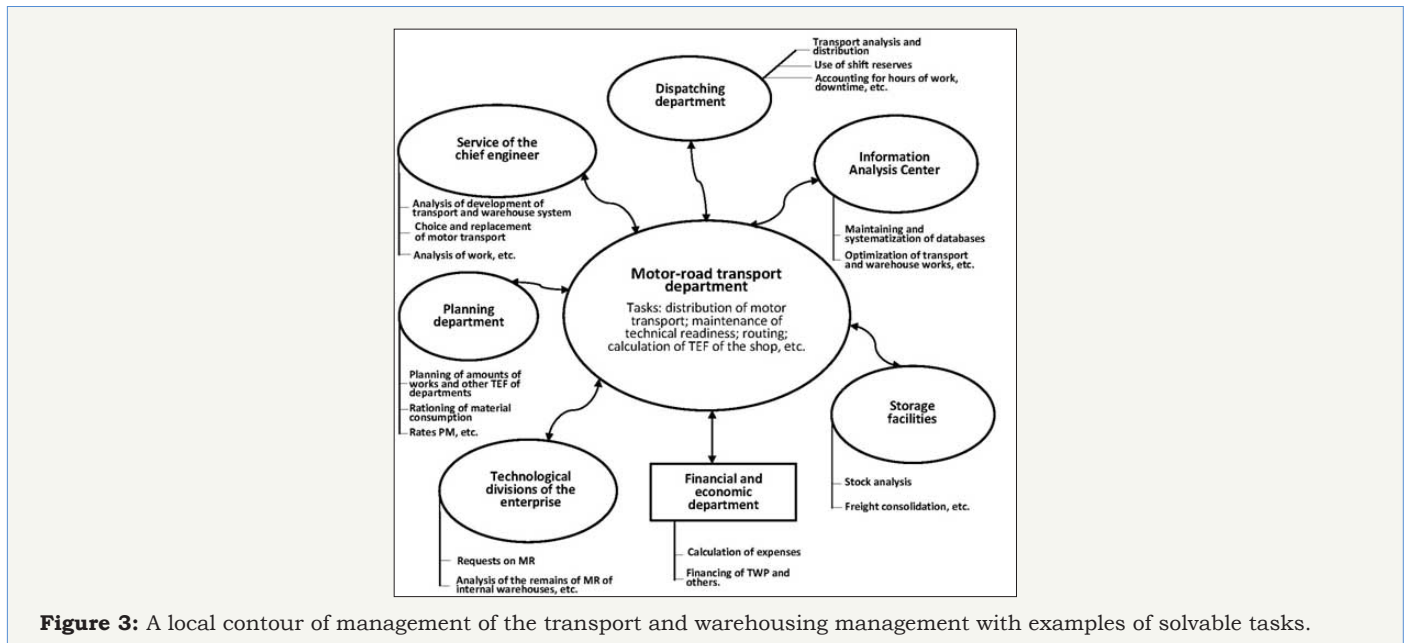 Transport analysis and
distribution
Use of shift reserves
Accounting for hours of work,
downtime, etc.
Dispatching
department
Service of the
chief engineer
Analysis of development of
transport and warehouse system
Choice and replacement
of motor transport
Analysis of work, etc.
Information
Analysis Center
Maintaining and
systematization of databases
Optimization of transport
and warehouse works, etc.
Motor-road transport
department
Tasks: distribution of motor
transport; maintenance of
technical readiness; routing;
calculation of TEF of the shop, etc.
Planning
department
Planning of amounts of
works and other TEF of
departments
Rationing of material
consumption
Rates PM, etc.
Storage
facilities
Stock analysis
Freight consolidation, etc.
Technological
divisions of the
enterprise
Requests on MR
Analysis of the remains of MR of
internal warehouses, etc.
Financial and
economic
department
Calculation of expenses
Financing of TWP and
others.
Figure 3: A local contour of management of the transport and warehousing management with examples of solvable tasks.